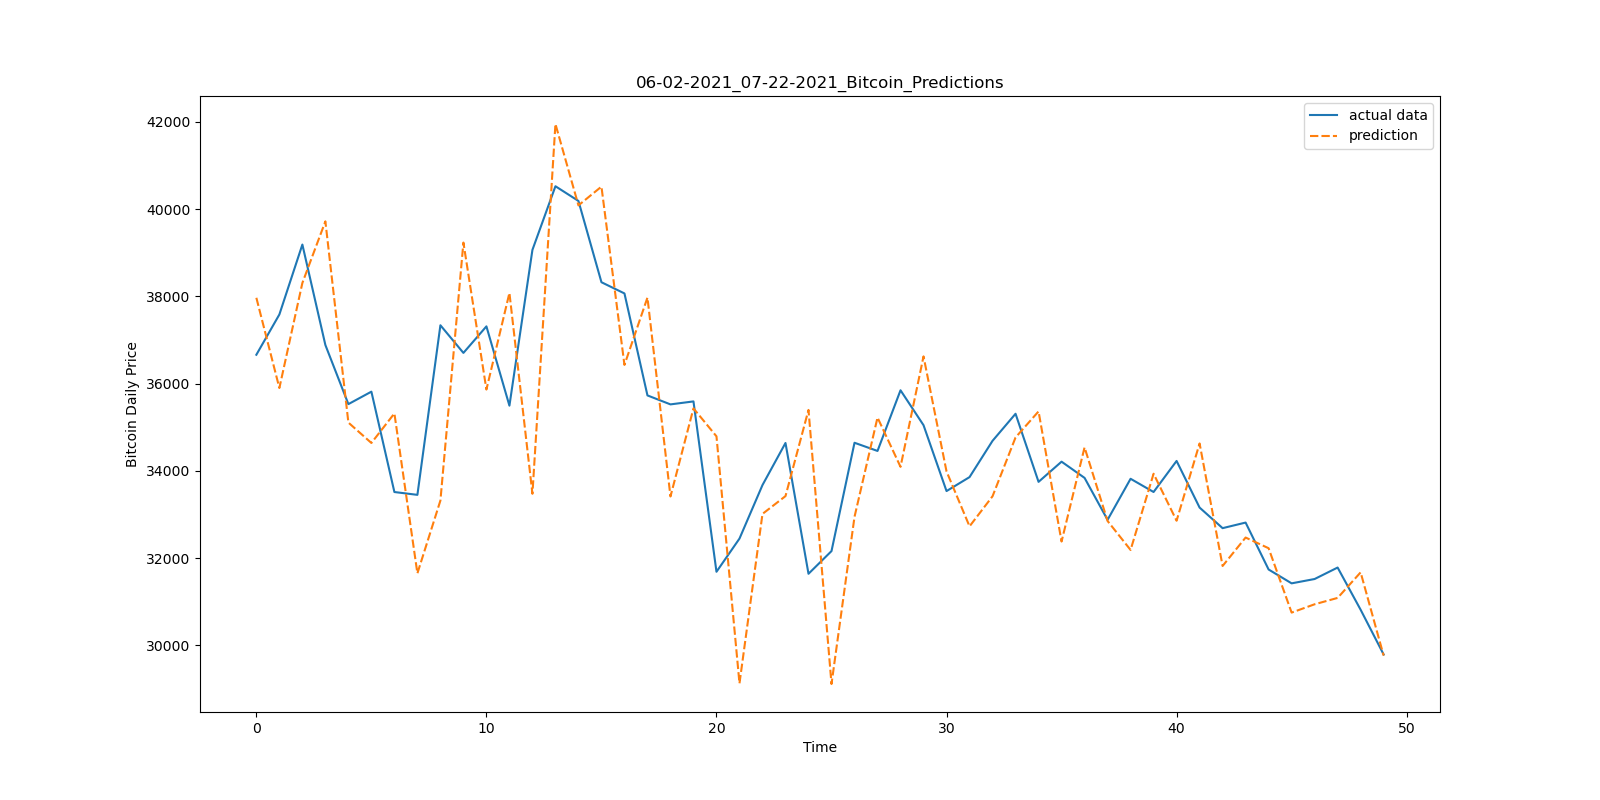 06-02-2021_07-22-2021_Bitcoin_Predictions
actual data
prediction
42000
40000
38000
36000
34000
32000
30000
Bitcoin Daily Price
0 10 20 30 40 50
Time